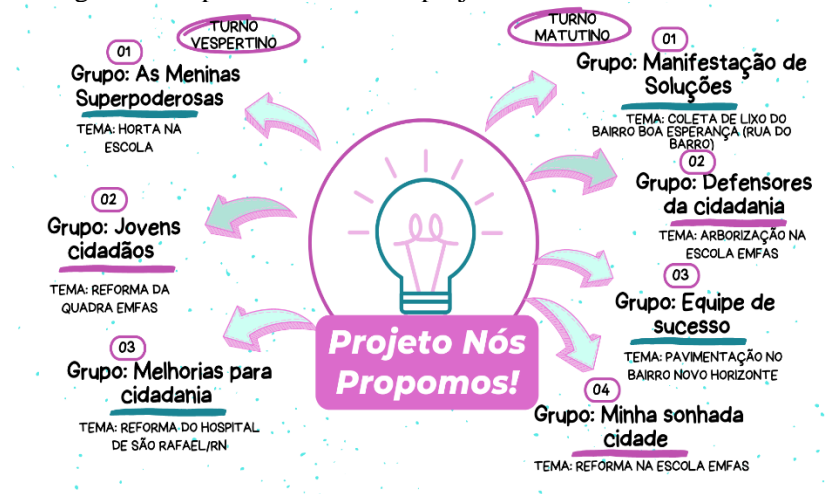 TURNO
VESPERTINO
01
Grupo: As Meninas
Superpoderosas
TEMA: HORTA NA
ESCOLA
02
Grupo: Jovens
cidadãos
TEMA: REFORMA DA
QUADRA EMFAS
03
Grupo: Melhorias para
cidadania
TEMA: REFORMA DO HOSPITAL
DE SÃO RAFAEL/RN
Projeto Nós
Propomos!
TURNO
MATUTINO
01
Grupo: Manifestação de
Soluções
TEMA: COLETA DE LIXO DO
BAIRRO BOA ESPERANÇA (RUA DO
BARRO)
02
Grupo: Defensores
da cidadania
TEMA: ARBORIZAÇÃO NA
ESCOLA EMFAS
03
Grupo: Equipe de
sucesso
TEMA: PAVIMENTAÇÃO NO
BAIRRO NOVO HORIZONTE
04
Grupo: Minha sonhada
cidade
TEMA: REFORMA NA ESCOLA EMFAS